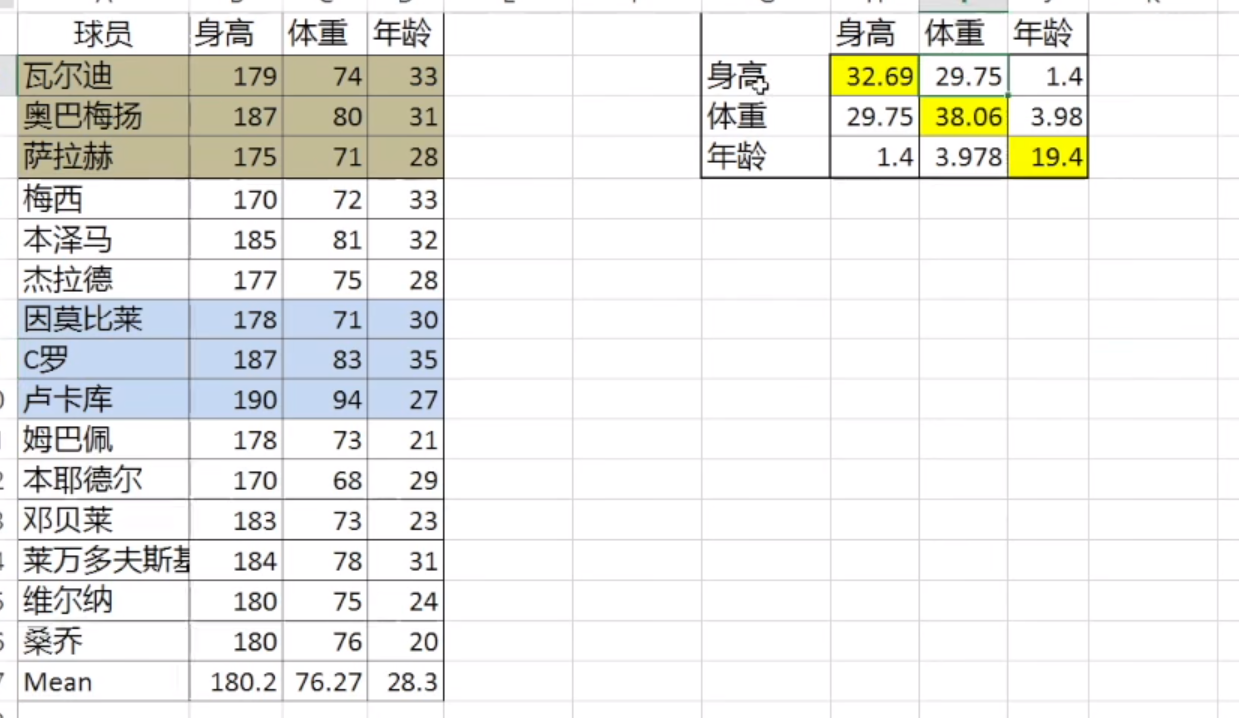 球员 身高 体重 年龄
瓦尔迪 179 74 33
奥巴梅扬 187 80 31
萨拉赫 175 71 28
梅西 170 72 33
本泽马 185 81 32
杰拉德 177 75 28
因莫比莱 178 71 30
C罗 187 83 35
卢卡库 190 94 27
姆巴佩 178 73 21
本耶德尔 170 68 29
邓贝莱 183 73 23
莱万多夫斯基 184 78 31
维尔纳 180 75 24
桑乔 180 76 20
Mean 180.2 76.27 28.3
身高 体重 年龄
身高 32.69 29.75 1.4
体重 29.75 38.06 3.98
年龄 1.4 3.978 19.4